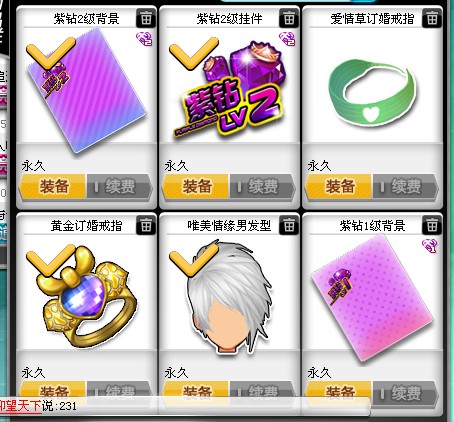 紫钻2级背景
紫钻2级挂件
爱情草订婚戒指
紫钻
LV2
永久
永久
永久
装备
续费
装备
续费
装备
续费
黄金订婚戒指
唯美情缘男发型
紫钻1级背景
永久
永久
永久
装备
续费
装备
续费
装备
续费
仰望天下说:231